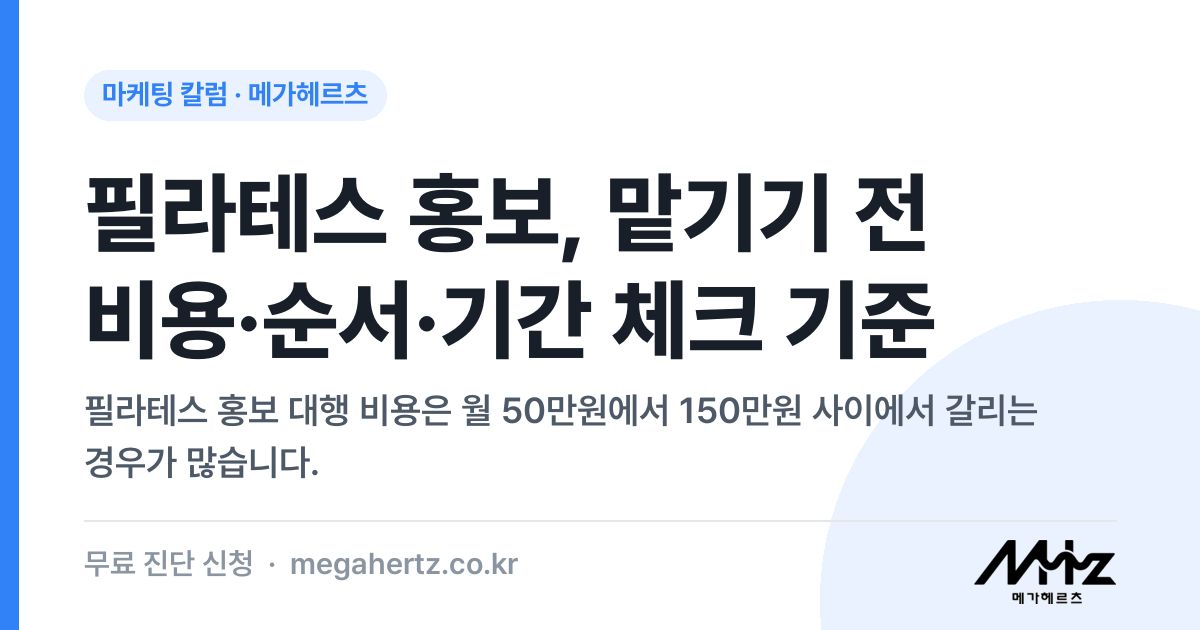 마케팅 칼럼 · 메가헤르츠
필라테스 홍보, 맡기기 전
비용·순서·기간 체크 기준
필라테스 홍보 대행 비용은 월 50만원에서 150만원 사이에서 갈리는
경우가 많습니다.
무료 진단 신청 · megahertz.co.kr
MHz
메가헤르츠